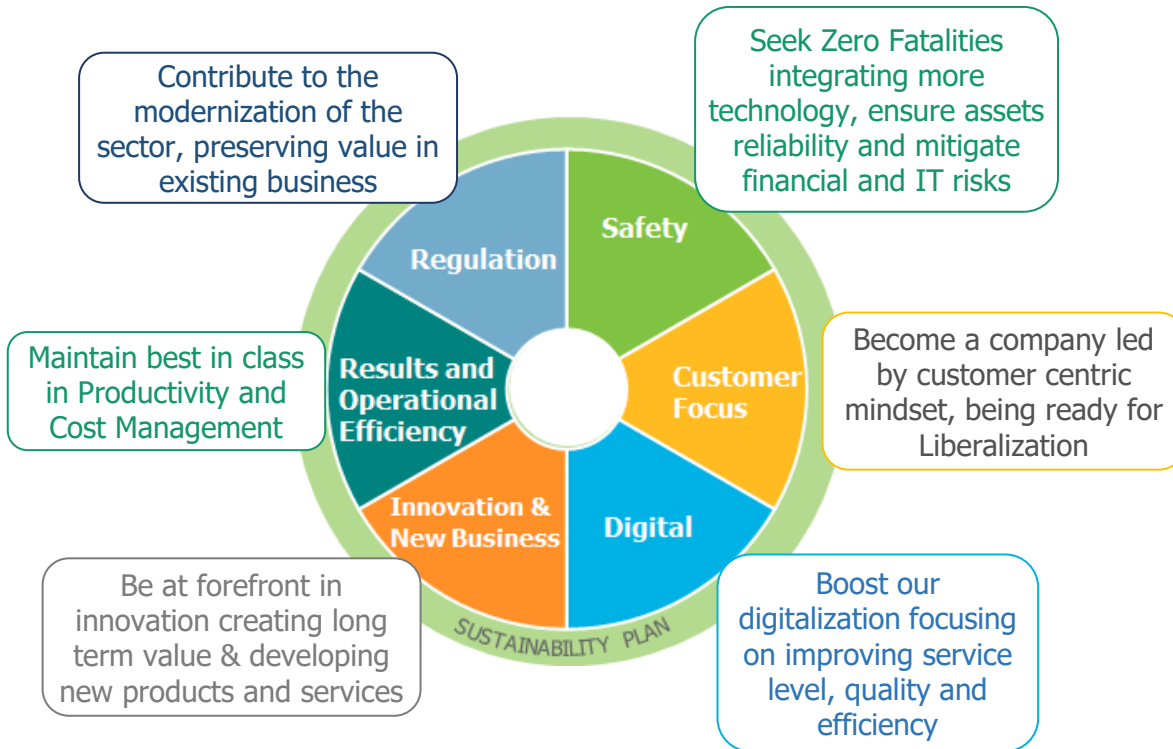 Contribute to the
modernization of the
sector, preserving value in
existing business
Seek Zero Fatalities
integrating more
technology, ensure assets
reliability and mitigate
financial and IT risks
Regulation
Safety
Maintain best in class
in Productivity and
Cost Management
Results and
Operational
Efficiency
Customer
Focus
Become a company led
by customer centric
mindset, being ready for
Liberalization
Innovation &
New Business
Digital
Be at forefront in
innovation creating long
term value & developing
new products and services
SUSTAINABILITY PLAN
Boost our
digitalization focusing
on improving service
level, quality and
efficiency